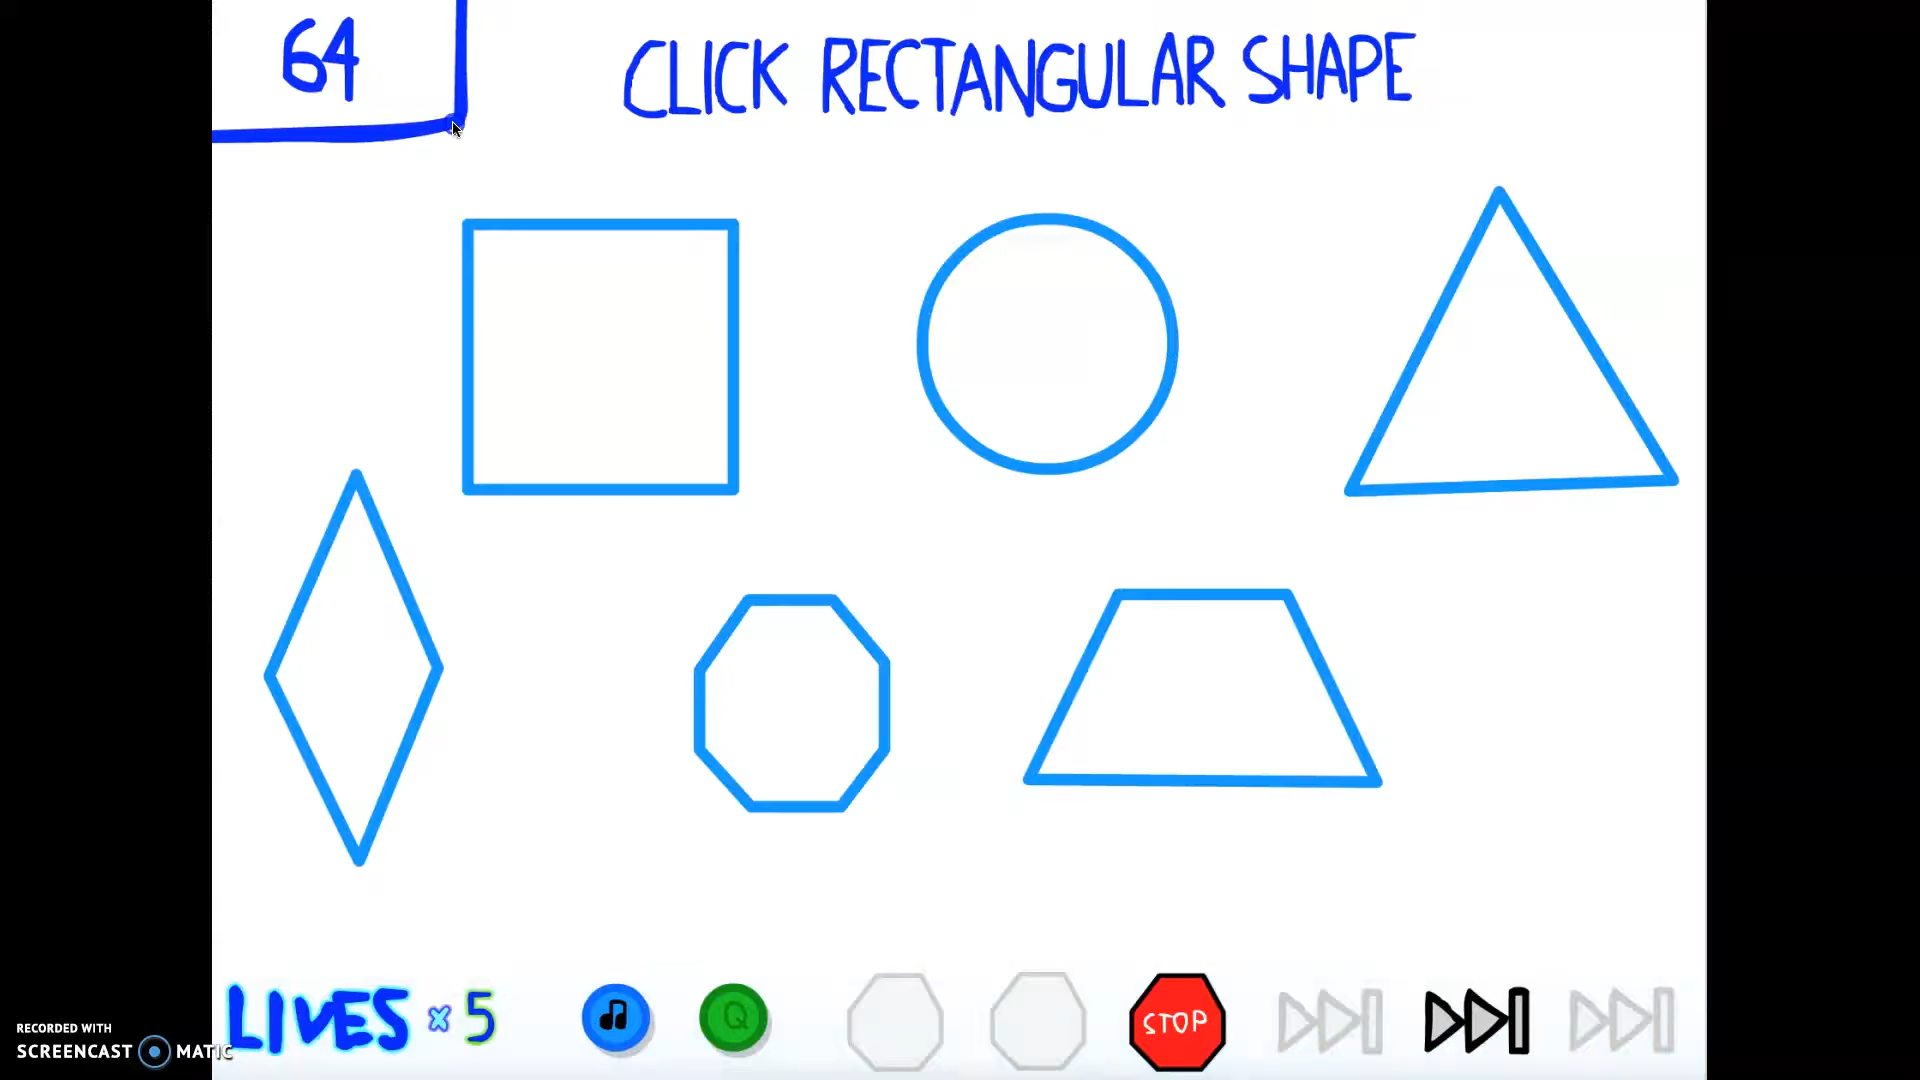 64
CLICK RECTANGULAR SHAPE
LIVES × 5
Q
STOP
RECORDED WITH
SCREENCAST MATIC